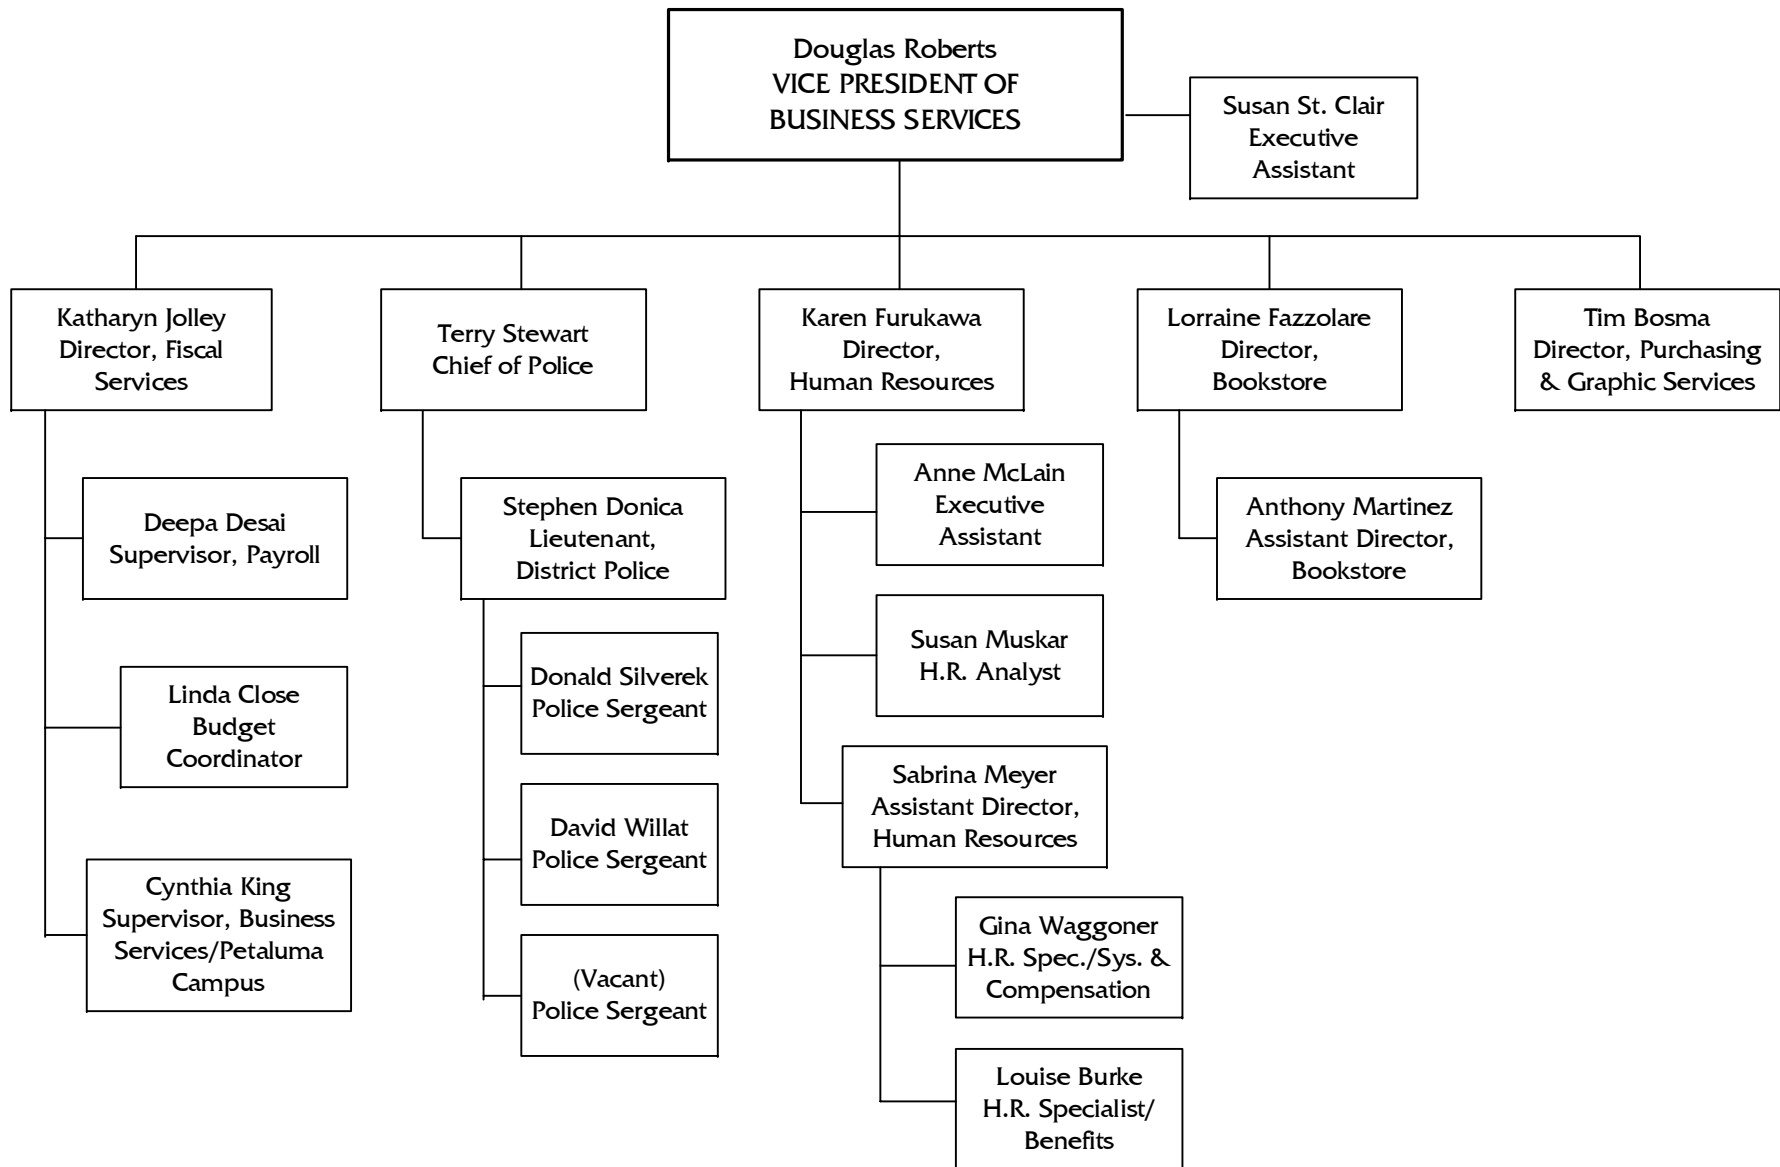 Douglas Roberts
VICE PRESIDENT OF
BUSINESS SERVICES
Susan St. Clair
Executive
Assistant
Katharyn Jolley
Director, Fiscal
Services
Terry Stewart
Chief of Police
Karen Furukawa
Director,
Human Resources
Lorraine Fazzolare
Director,
Bookstore
Tim Bosma
Director, Purchasing
& Graphic Services
Deepa Desai
Supervisor, Payroll
Linda Close
Budget
Coordinator
Cynthia King
Supervisor, Business
Services/Petaluma
Campus
Stephen Donica
Lieutenant,
District Police
Donald Silverek
Police Sergeant
David Willat
Police Sergeant
(Vacant)
Police Sergeant
Anne McLain
Executive
Assistant
Susan Muskar
H.R. Analyst
Sabrina Meyer
Assistant Director,
Human Resources
Gina Waggoner
H.R. Spec./Sys. &
Compensation
Louise Burke
H.R. Specialist/
Benefits
Anthony Martinez
Assistant Director,
Bookstore